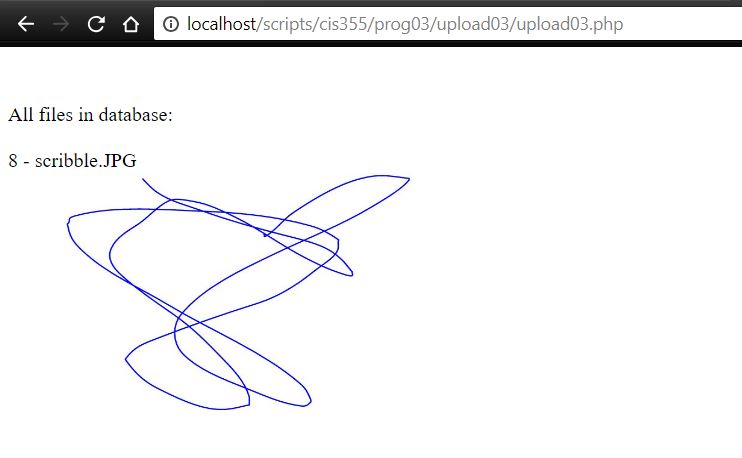 localhost/scripts/cis355/prog03/upload03/upload03.php
All files in database:
8 - scribble.JPG